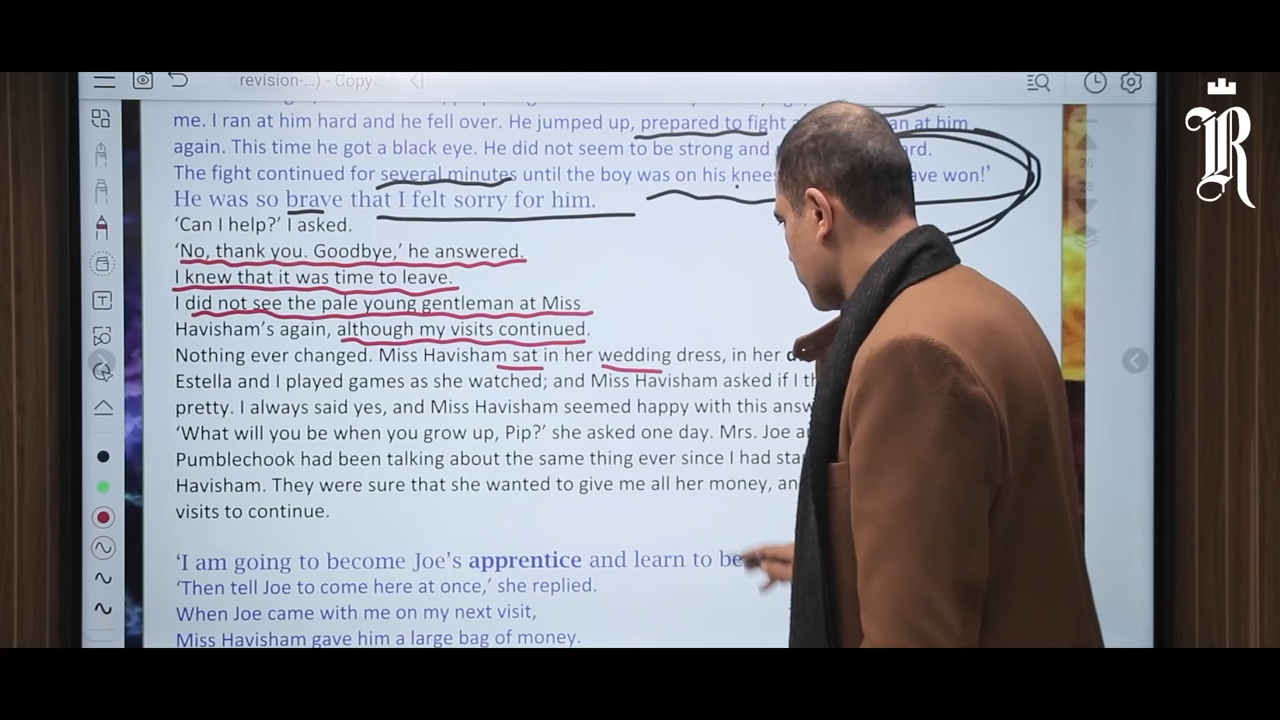 revision-...) - Copy
me. I ran at him hard and he fell over. He jumped up, prepared to fight an at him
again. This time he got a black eye. He did not seem to be strong and ard.
The fight continued for several minutes until the boy was on his knees ave won!’
He was so brave that I felt sorry for him.
‘Can I help?’ I asked.
‘No, thank you. Goodbye,’ he answered.
I knew that it was time to leave.
I did not see the pale young gentleman at Miss
Havisham’s again, although my visits continued.
Nothing ever changed. Miss Havisham sat in her wedding dress, in her
Estella and I played games as she watched; and Miss Havisham asked if I th
pretty. I always said yes, and Miss Havisham seemed happy with this answ
‘What will you be when you grow up, Pip?’ she asked one day. Mrs. Joe a
Pumblechook had been talking about the same thing ever since I had sta
Havisham. They were sure that she wanted to give me all her money, an
visits to continue.
‘I am going to become Joe’s apprentice and learn to be
‘Then tell Joe to come here at once,’ she replied.
When Joe came with me on my next visit,
Miss Havisham gave him a large bag of money.
R